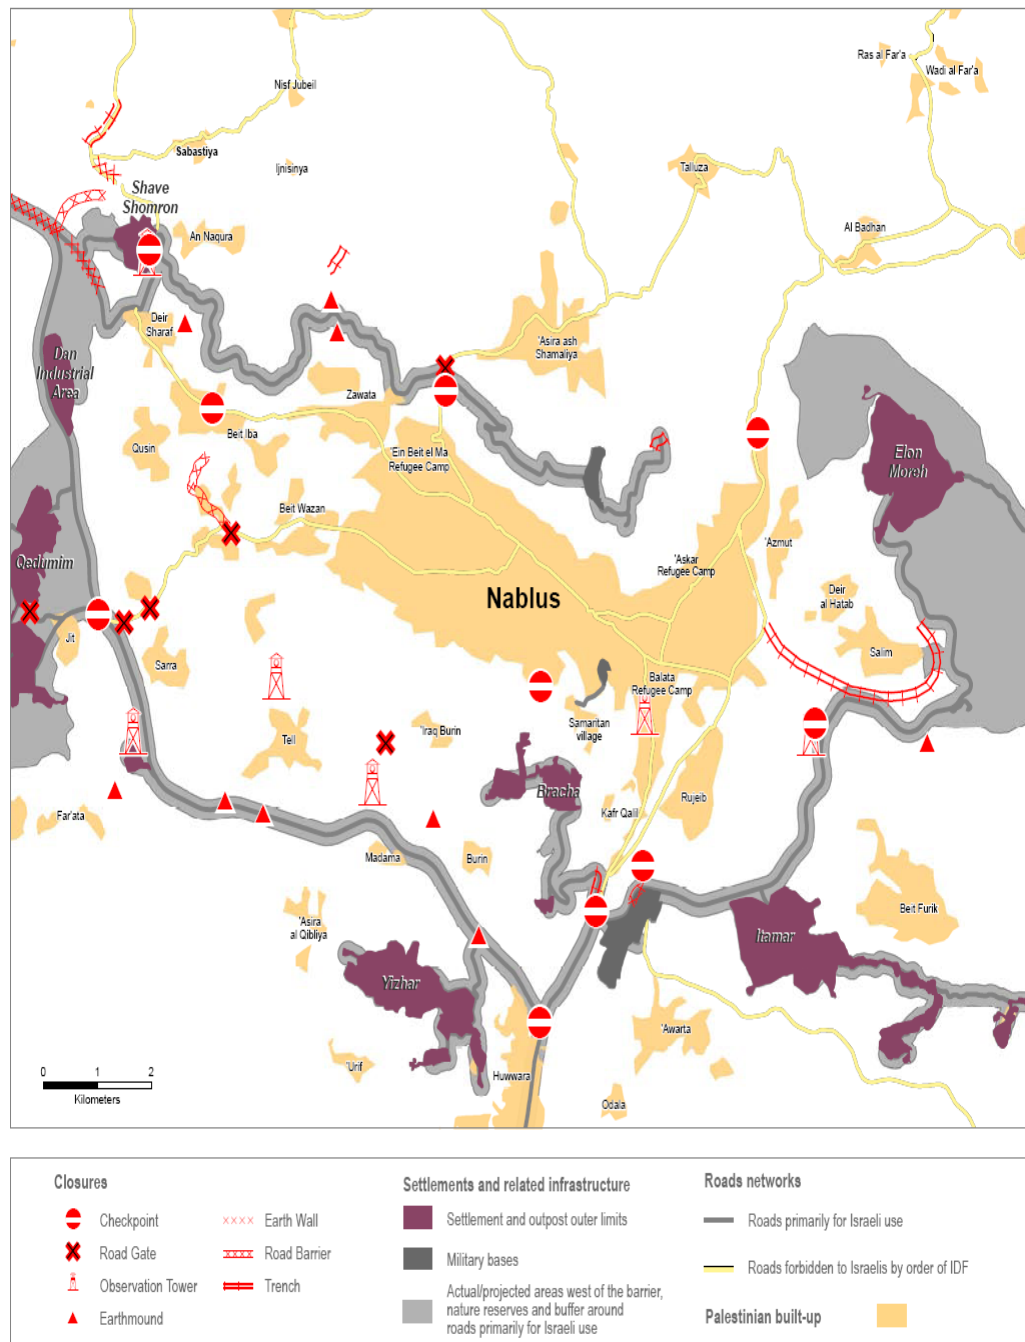 Ras al Far'a
Wadi al Far'a
Nisf Jubeil
Sabastiya
Ijnisinya
Talluza
Shave
Shomron
An Naqura
Al Badhan
Deir
Sharaf
'Asira ash
Shamaliya
Dan
Industrial
Area
Zawata
Beit Iba
Qusin
'Ein Beit el Ma
Refugee Camp
Elon
Moreh
Beit Wazan
Qedumim
'Azmut
'Askar
Refugee Camp
Nablus
Deir
al Hatab
Jit
Sarra
Salim
Balata
Refugee Camp
Samaritan
village
'Iraq Burin
Tell
Bracha
Rujeib
Kafr Qalil
Far'ata
Madama
Burin
Beit Furik
'Asira
al Qibliya
Itamar
Yizhar
'Awarta
'Urif
Huwwara
Odala
0 1 2
Kilometers
Closures
Checkpoint
Road Gate
Observation Tower
Earthmound
Earth Wall
Road Barrier
Trench
Settlements and related infrastructure
Settlement and outpost outer limits
Military bases
Actual/projected areas west of the barrier,
nature reserves and buffer around
roads primarily for Israeli use
Roads networks
Roads primarily for Israeli use
Roads forbidden to Israelis by order of IDF
Palestinian built-up